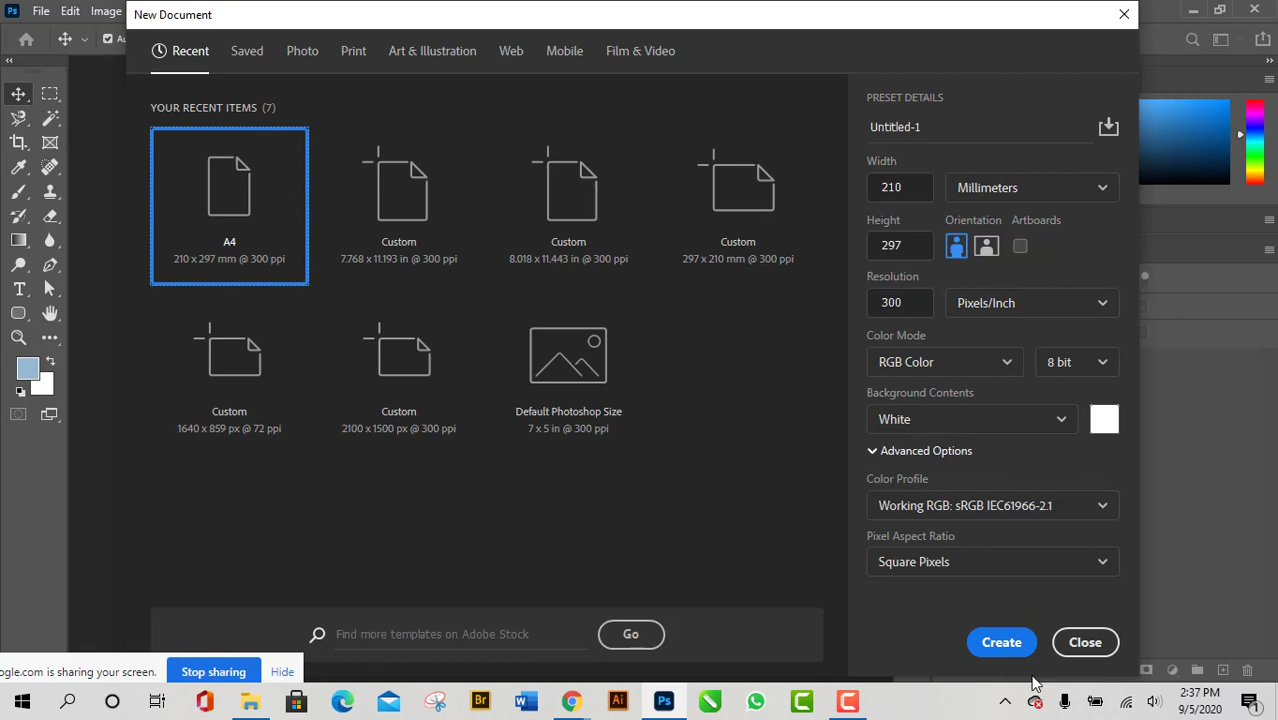 Ps File Edit Image
New Document
Au
Recent Saved Photo Print Art & Illustration Web Mobile Film & Video
YOUR RECENT ITEMS (7)
A4
210 x 297 mm @ 300 ppi
Custom
7.768 x 11.193 in @ 300 ppi
Custom
8.018 x 11.443 in @ 300 ppi
Custom
297 x 210 mm @ 300 ppi
Custom
1640 x 859 px @ 72 ppi
Custom
2100 x 1500 px @ 300 ppi
Default Photoshop Size
7 x 5 in @ 300 ppi
Find more templates on Adobe Stock
Go
PRESET DETAILS
Untitled-1
Width
210 Millimeters
Height Orientation Artboards
297
Resolution
300 Pixels/Inch
Color Mode
RGB Color 8 bit
Background Contents
White
Advanced Options
Color Profile
Working RGB: sRGB IEC61966-2.1
Pixel Aspect Ratio
Square Pixels
Create Close
ogle.com is sharing your screen. Stop sharing Hide
Br W Ai Ps C C
2:37 PM
9/5/2020
1